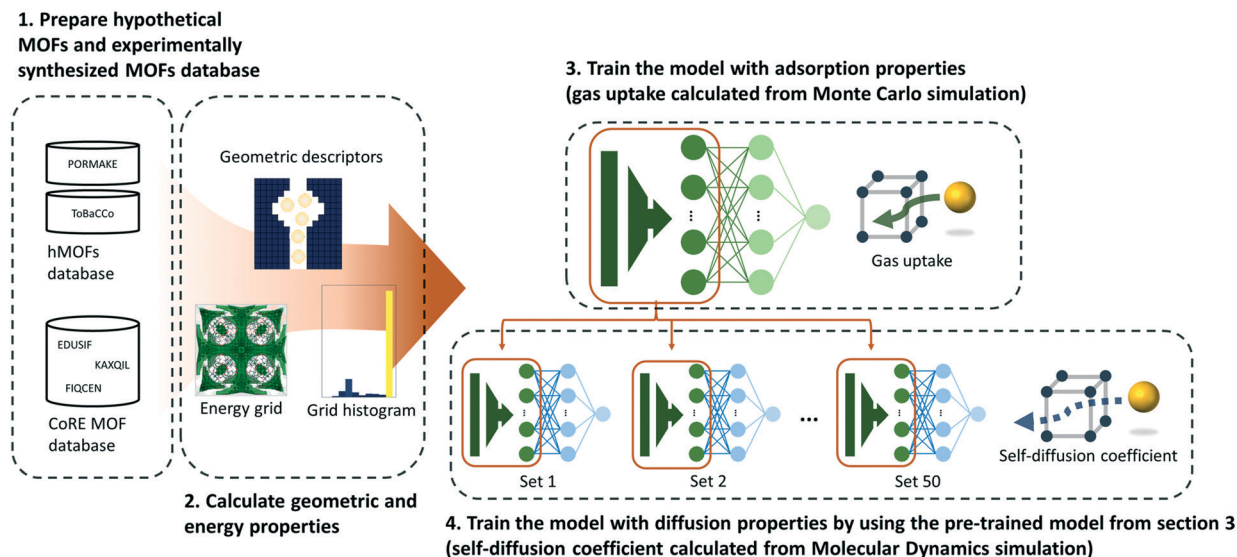 1. Prepare hypothetical
MOFs and experimentally
synthesized MOFs database
PORMAKE
ToBaCCo
hMOFs
database
EDUSIF
KAXQIL
FIQCEN
CoRE MOF
database
Geometric descriptors
Energy grid
Grid histogram
2. Calculate geometric and
energy properties
3. Train the model with adsorption properties
(gas uptake calculated from Monte Carlo simulation)
Gas uptake
Set 1
Set 2
...
Set 50
Self-diffusion coefficient
4. Train the model with diffusion properties by using the pre-trained model from section 3
(self-diffusion coefficient calculated from Molecular Dynamics simulation)